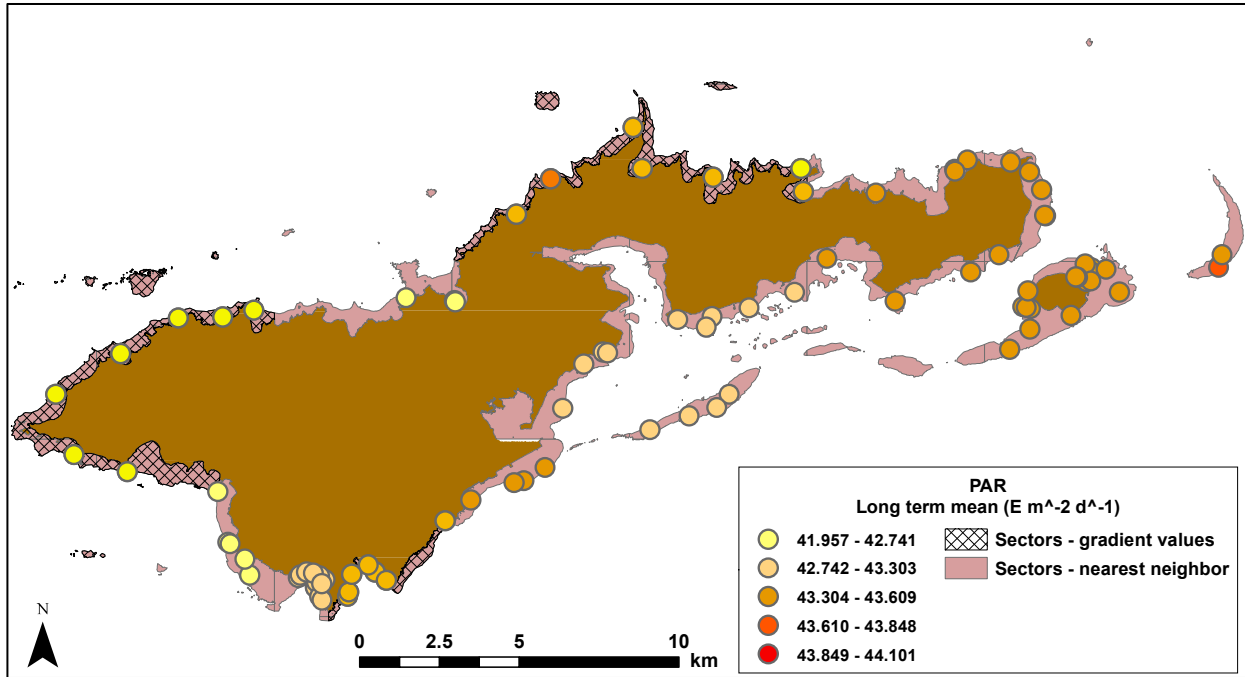 PAR
Long term mean (E m^-2 d^-1)
41.957 - 42.741
42.742 - 43.303
43.304 - 43.609
43.610 - 43.848
43.849 - 44.101
Sectors - gradient values
Sectors - nearest neighbor
N
0 2.5 5 10
km